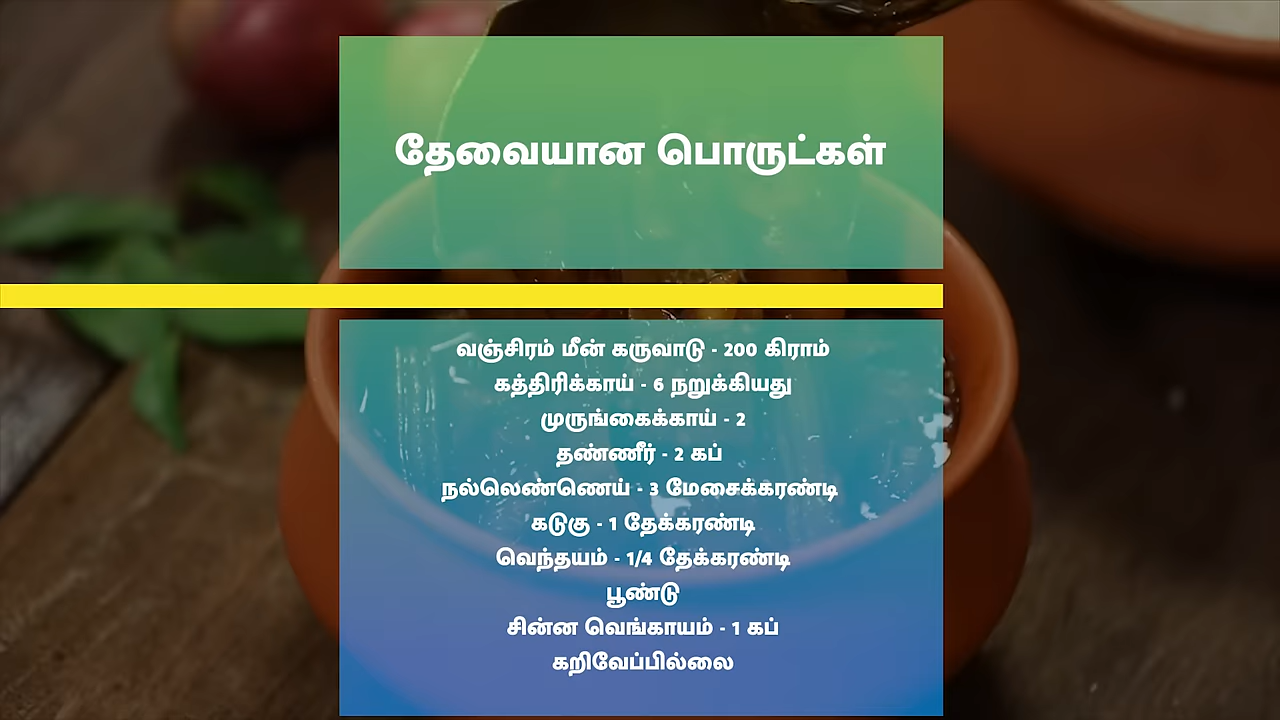 தேவையான பொருட்கள்
வஞ்சிரம் மீன் கருவாடு - 200 கிராம்
கத்திரிக்காய் - 6 நறுக்கியது
முருங்கைக்காய் - 2
தண்ணீர் - 2 கப்
நல்லெண்ணெய் - 3 மேசைக்கரண்டி
கடுகு - 1 தேக்கரண்டி
வெந்தயம் - 1/4 தேக்கரண்டி
பூண்டு
சின்ன வெங்காயம் - 1 கப்
கறிவேப்பில்லை